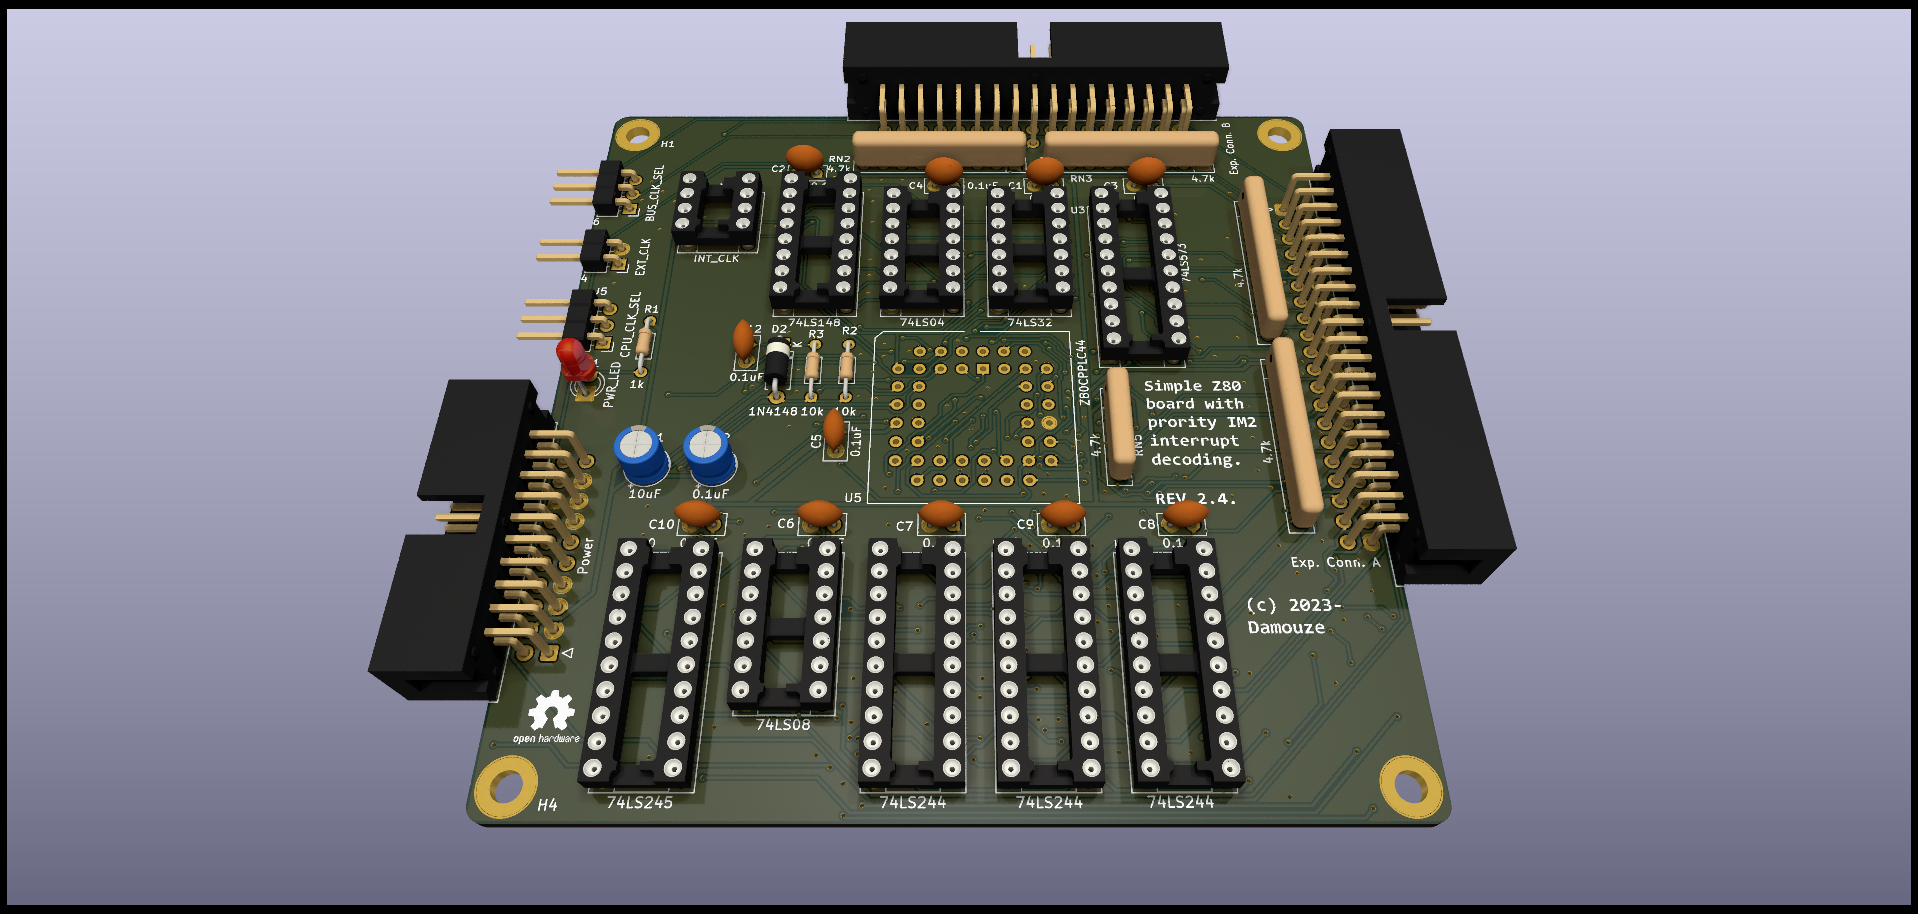 H1
Exp. Conn. B
C2
RN2
4.7k
C4
0.1uF
C1
RN3
C3
4.7k
BUS_CLK_SEL
U3
INT_CLK
EXT_CLK
74LS573
4.7k
CPU_CLK_SEL
R1
74LS148
74LS04
74LS32
D2
R3
R2
K
0.1uF
1k
PWR_LED
1N4148
10k
10k
Z80CPPLC44
Simple Z80
board with
prority IM2
interrupt
decoding.
C5
0.1uF
4.7k
RN5
4.7k
10uF
0.1uF
U5
REV 2.4.
C10
C6
C7
C9
C8
Power
Exp. Conn. A
(c) 2023-
Damouze
open hardware
74LS08
H4
74LS245
74LS244
74LS244
74LS244